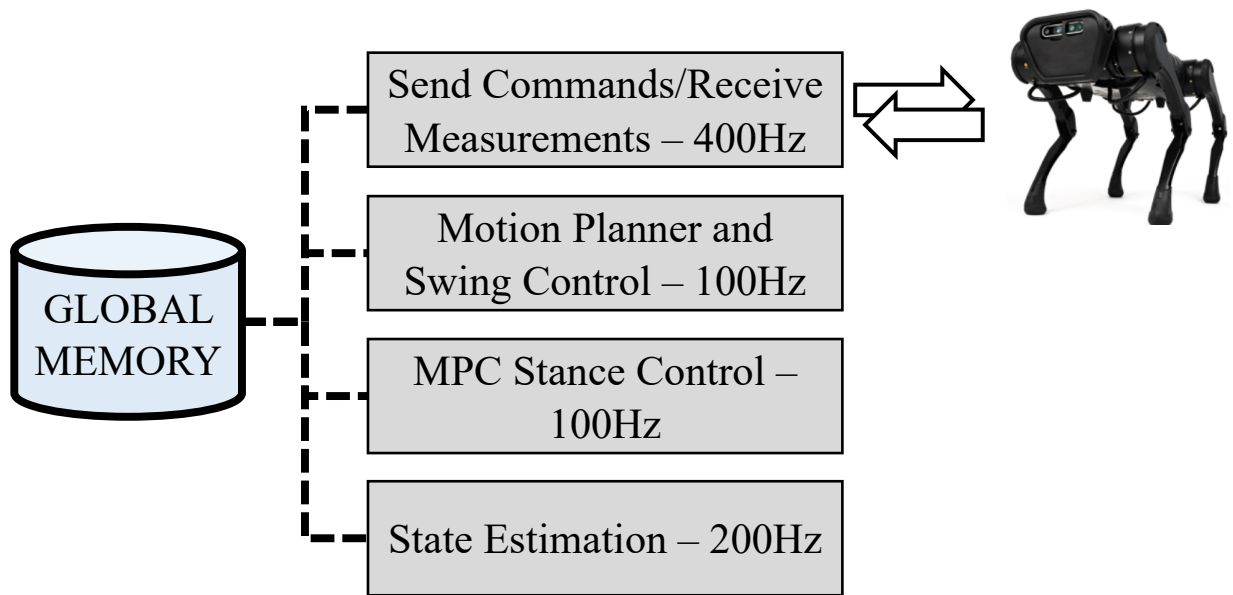 Send Commands/Receive
Measurements – 400Hz
Motion Planner and
Swing Control – 100Hz
GLOBAL
MEMORY
MPC Stance Control –
100Hz
State Estimation – 200Hz